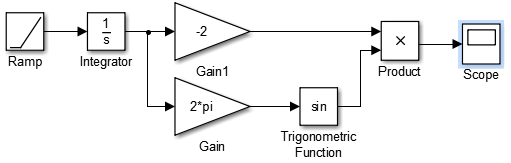 1
s
-2
×
Ramp
Integrator
Gain1
Product
Scope
2*pi
sin
Gain
Trigonometric
Function